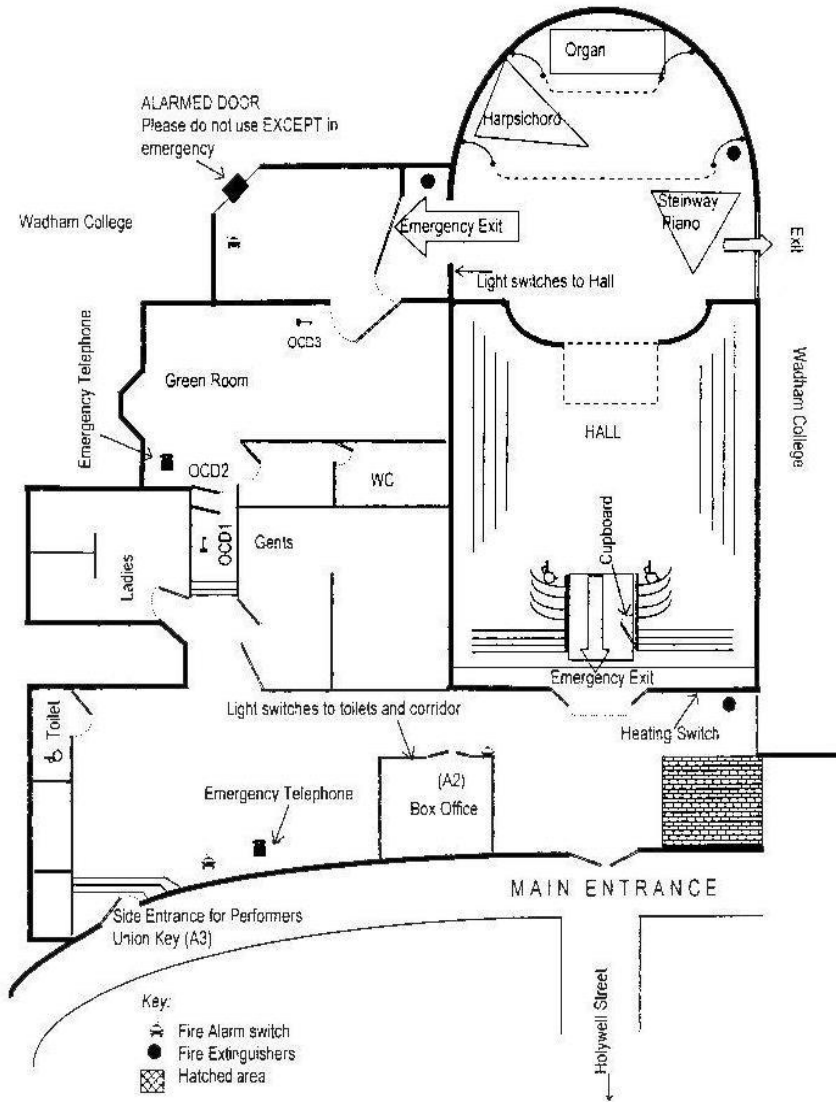 Organ
ALARMED DOOR
Please do not use EXCEPT in
emergency
Harpsichord
Wadham College
Emergency Exit
Steinway
Piano
Exit
Light switches to Hall
OCD3
Green Room
Emergency Telephone
HALL
Wadham College
OCD2
WC
OCD1
Gents
Cupboard
Ladies
Emergency Exit
Light switches to toilets and corridor
Heating Switch
Toilet
(A2)
Box Office
Emergency Telephone
MAIN ENTRANCE
Side Entrance for Performers
Union Key (A3)
Holywell Street
Key:
Fire Alarm switch
Fire Extinguishers
Hatched area